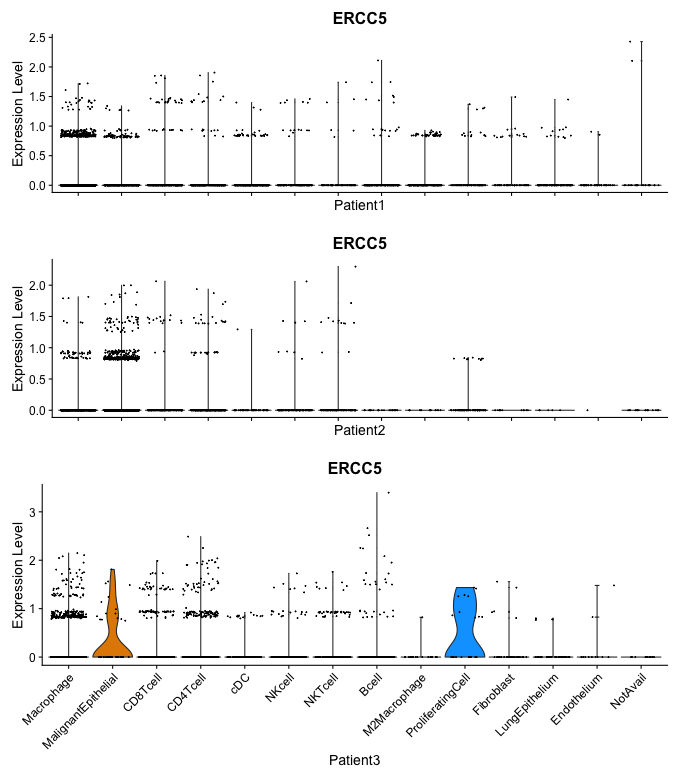 ERCC5
Expression Level
2.5
2.0
1.5
1.0
0.5
0.0
Patient1
ERCC5
Expression Level
2.0
1.5
1.0
0.5
0.0
Patient2
ERCC5
Expression Level
3
2
1
0
Macrophage
MalignantEpithelial
CD8Tcell
CD4Tcell
cDC
NKcell
NKTcell
Bcell
M2Macrophage
ProliferatingCell
Fibroblast
LungEpithelium
Endothelium
NotAvail
Patient3